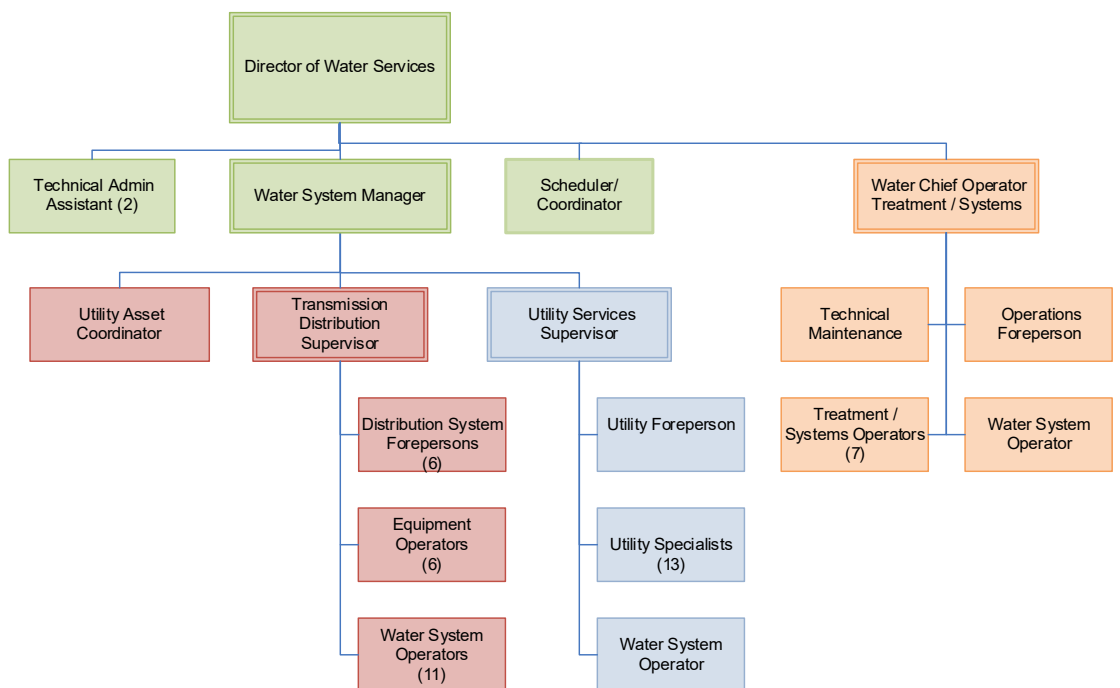 Director of Water Services
Technical Admin
Assistant (2)
Water System Manager
Scheduler/
Coordinator
Water Chief Operator
Treatment / Systems
Utility Asset
Coordinator
Transmission
Distribution
Supervisor
Utility Services
Supervisor
Technical
Maintenance
Operations
Foreperson
Distribution System
Forepersons
(6)
Utility Foreperson
Treatment /
Systems Operators
(7)
Water System
Operator
Equipment
Operators
(6)
Utility Specialists
(13)
Water System
Operators
(11)
Water System
Operator